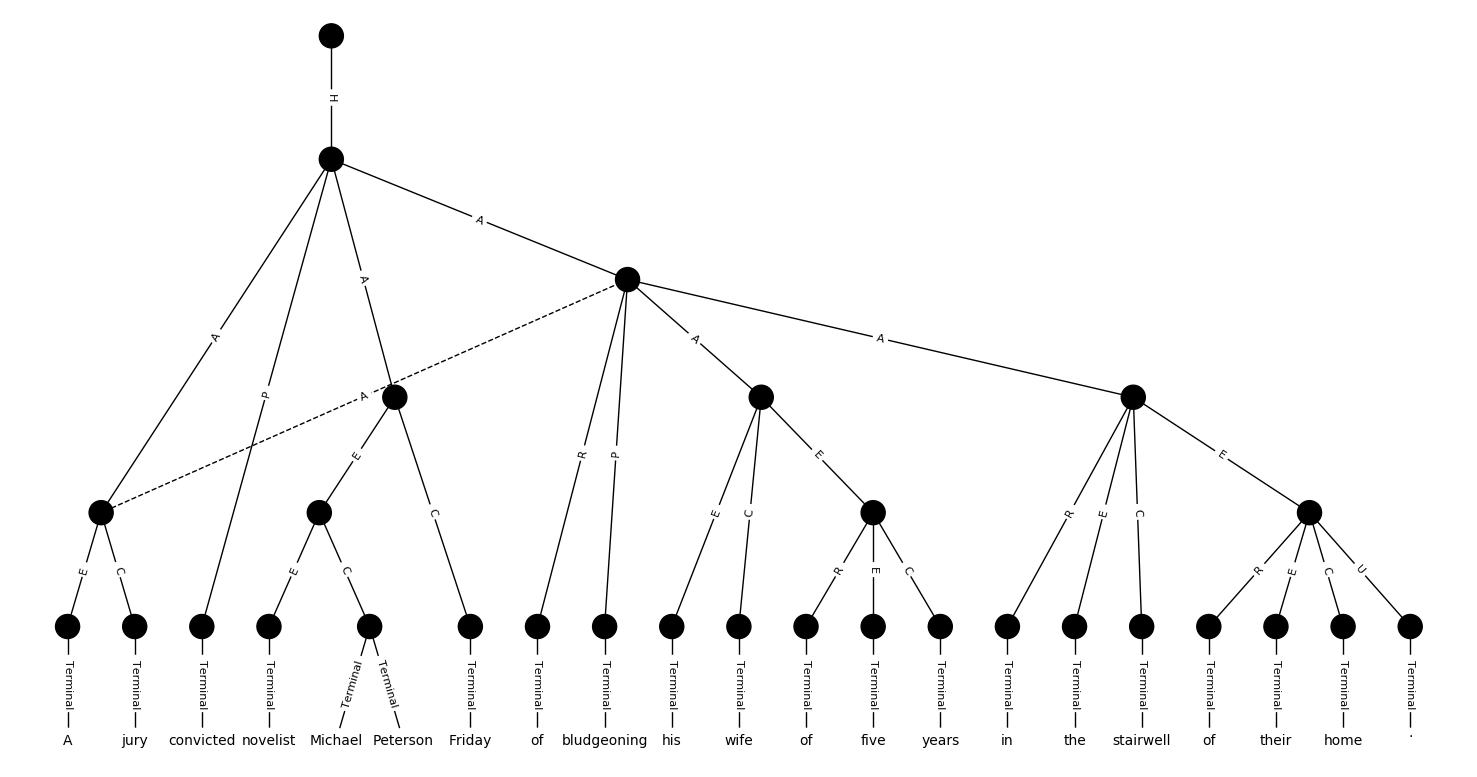 H
A
A
A
P
A
A
A
R
P
E
E
E
C
E
C
R
E
C
E
C
E
C
R
E
C
R
E
C
U
Terminal Terminal Terminal Terminal Terminal Terminal Terminal Terminal Terminal Terminal Terminal Terminal Terminal Terminal Terminal Terminal Terminal Terminal Terminal Terminal Terminal
A jury convicted novelist Michael Peterson Friday of bludgeoning his wife of five years in the stairwell of their home .